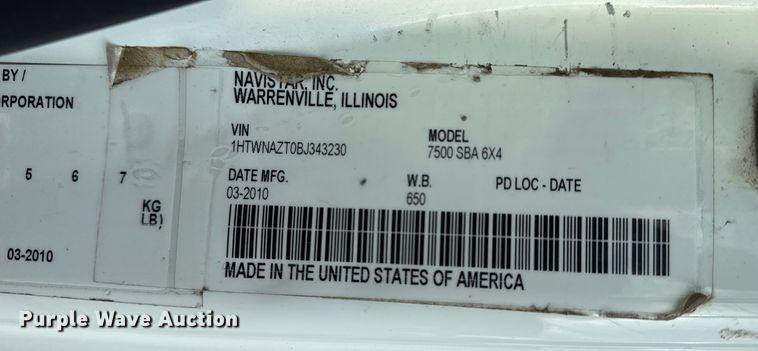 BY /
RPORATION
5 6 7
KG
LB)
03-2010
NAVISTAR, INC.
WARRENVILLE, ILLINOIS
VIN MODEL
1HTWNAZT0BJ343230 7500 SBA 6X4
DATE MFG. W.B. PD LOC - DATE
03-2010 650
MADE IN THE UNITED STATES OF AMERICA
Purple Wave Auction